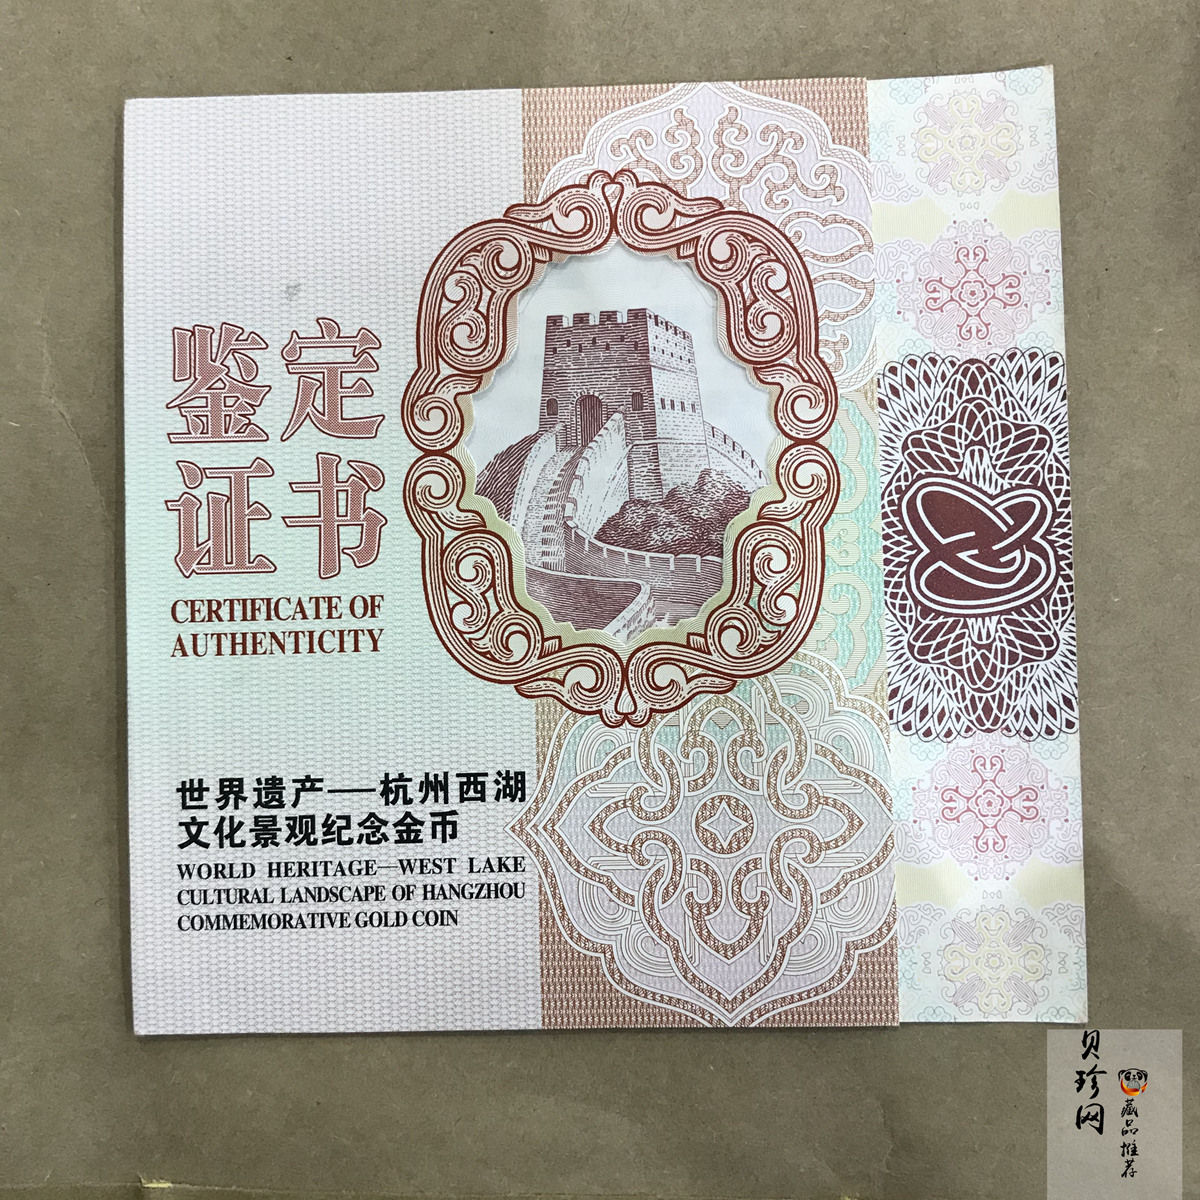 鉴定
证书
CERTIFICATE OF
AUTHENTICITY
世界遗产——杭州西湖
文化景观纪念金币
WORLD HERITAGE—WEST LAKE
CULTURAL LANDSCAPE OF HANGZHOU
COMMEMORATIVE GOLD COIN
贝珍网
藏品推荐